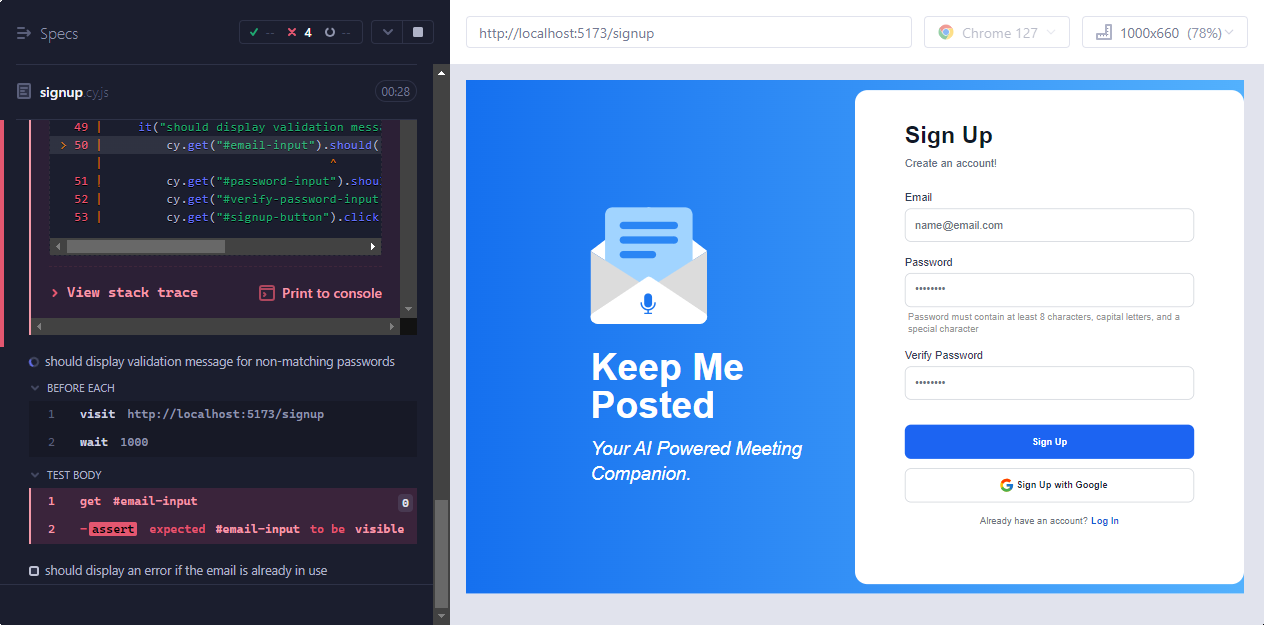 Specs
-- 4 --
http://localhost:5173/signup
Chrome 127
1000x660 (78%)
signup.cy.js
00:28
49 | it("should display validation messa
> 50 | cy.get("#email-input").should(
| ^
51 | cy.get("#password-input").shou
52 | cy.get("#verify-password-input
53 | cy.get("#signup-button").click
View stack trace
Print to console
should display validation message for non-matching passwords
BEFORE EACH
1 visit http://localhost:5173/signup
2 wait 1000
TEST BODY
1 get #email-input 0
2 -assert expected #email-input to be visible
should display an error if the email is already in use
Keep Me
Posted
Your AI Powered Meeting
Companion.
Sign Up
Create an account!
Email
name@email.com
Password
••••••••
Password must contain at least 8 characters, capital letters, and a
special character
Verify Password
••••••••
Sign Up
Sign Up with Google
Already have an account? Log In